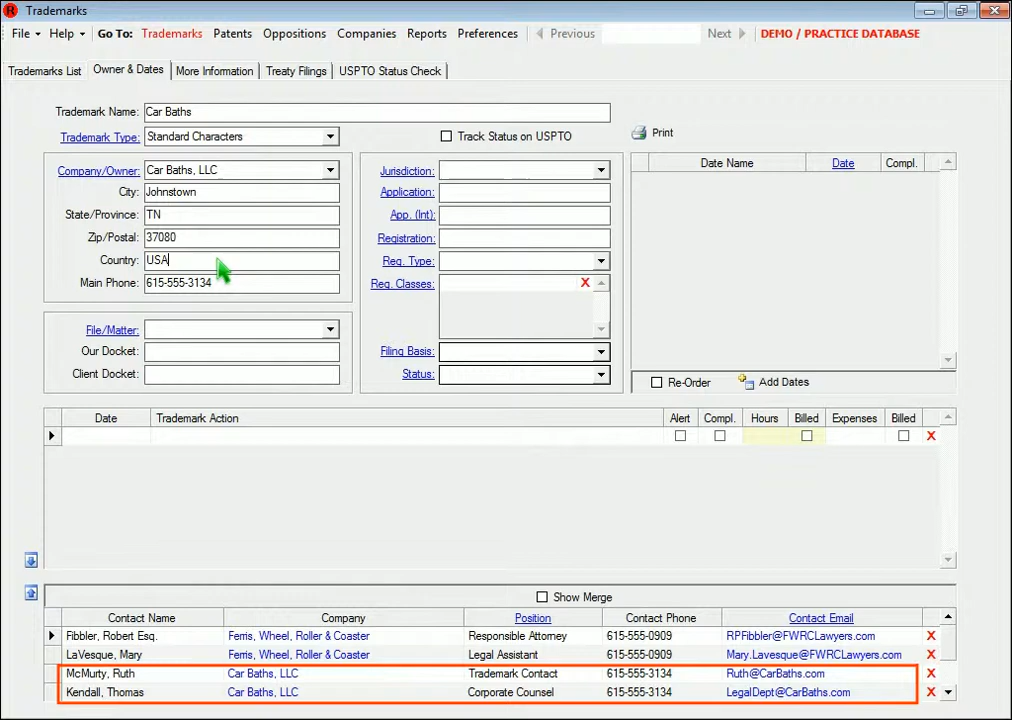 R Trademarks
File Help Go To: Trademarks Patents Oppositions Companies Reports Preferences Previous Next DEMO / PRACTICE DATABASE
Trademarks List Owner & Dates More Information Treaty Filings USPTO Status Check
Trademark Name: Car Baths
Trademark Type: Standard Characters Track Status on USPTO Print
Date Name Date Compl.
Company/Owner: Car Baths, LLC Jurisdiction:
City: Johnstown Application:
State/Province: TN App. (Int):
Zip/Postal: 37080 Registration:
Country: USA Reg. Type:
Main Phone: 615-555-3134 Reg. Classes: X
File/Matter:
Our Docket: Filing Basis:
Client Docket: Status: Re-Order Add Dates
Date Trademark Action Alert Compl. Hours Billed Expenses Billed
X
Show Merge
Contact Name Company Position Contact Phone Contact Email
Fibbler, Robert Esq. Ferris, Wheel, Roller & Coaster Responsible Attorney 615-555-0909 RPFibbler@FWRCLawyers.com X
LaVesque, Mary Ferris, Wheel, Roller & Coaster Legal Assistant 615-555-0909 Mary.Lavesque@FWRCLawyers.com X
McMurty, Ruth Car Baths, LLC Trademark Contact 615-555-3134 Ruth@CarBaths.com X
Kendall, Thomas Car Baths, LLC Corporate Counsel 615-555-3134 LegalDept@CarBaths.com X